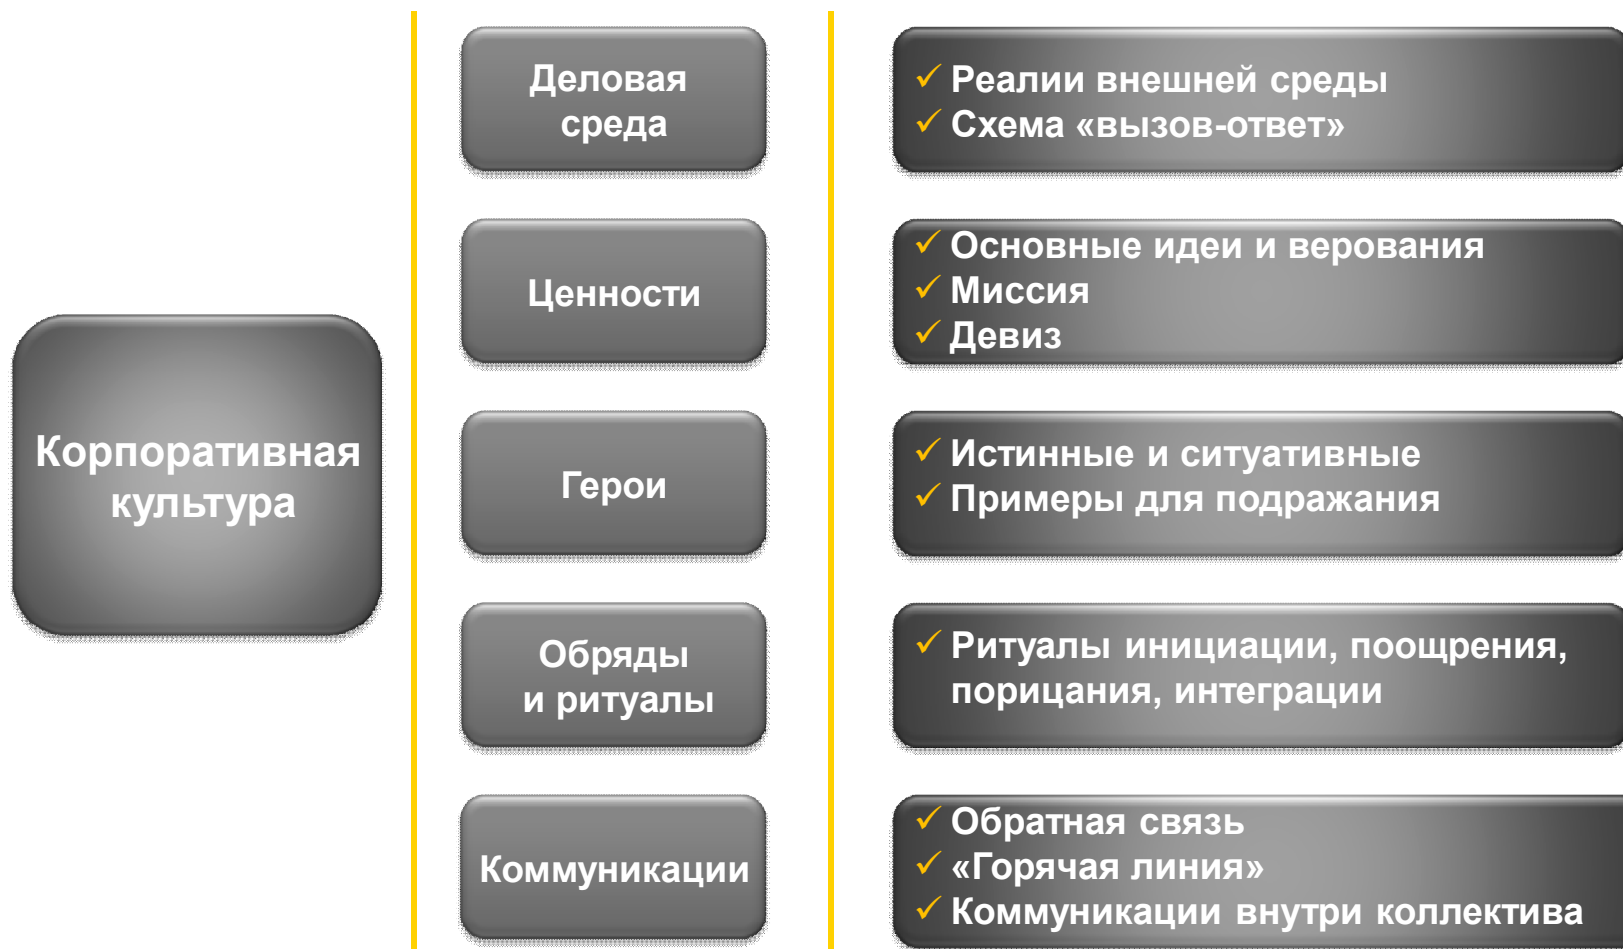 Корпоративная
культура
Деловая
среда
✓ Реалии внешней среды
✓ Схема «вызов-ответ»
Ценности
✓ Основные идеи и верования
✓ Миссия
✓ Девиз
Герои
✓ Истинные и ситуативные
✓ Примеры для подражания
Обряды
и ритуалы
✓ Ритуалы инициации, поощрения,
порицания, интеграции
Коммуникации
✓ Обратная связь
✓ «Горячая линия»
✓ Коммуникации внутри коллектива